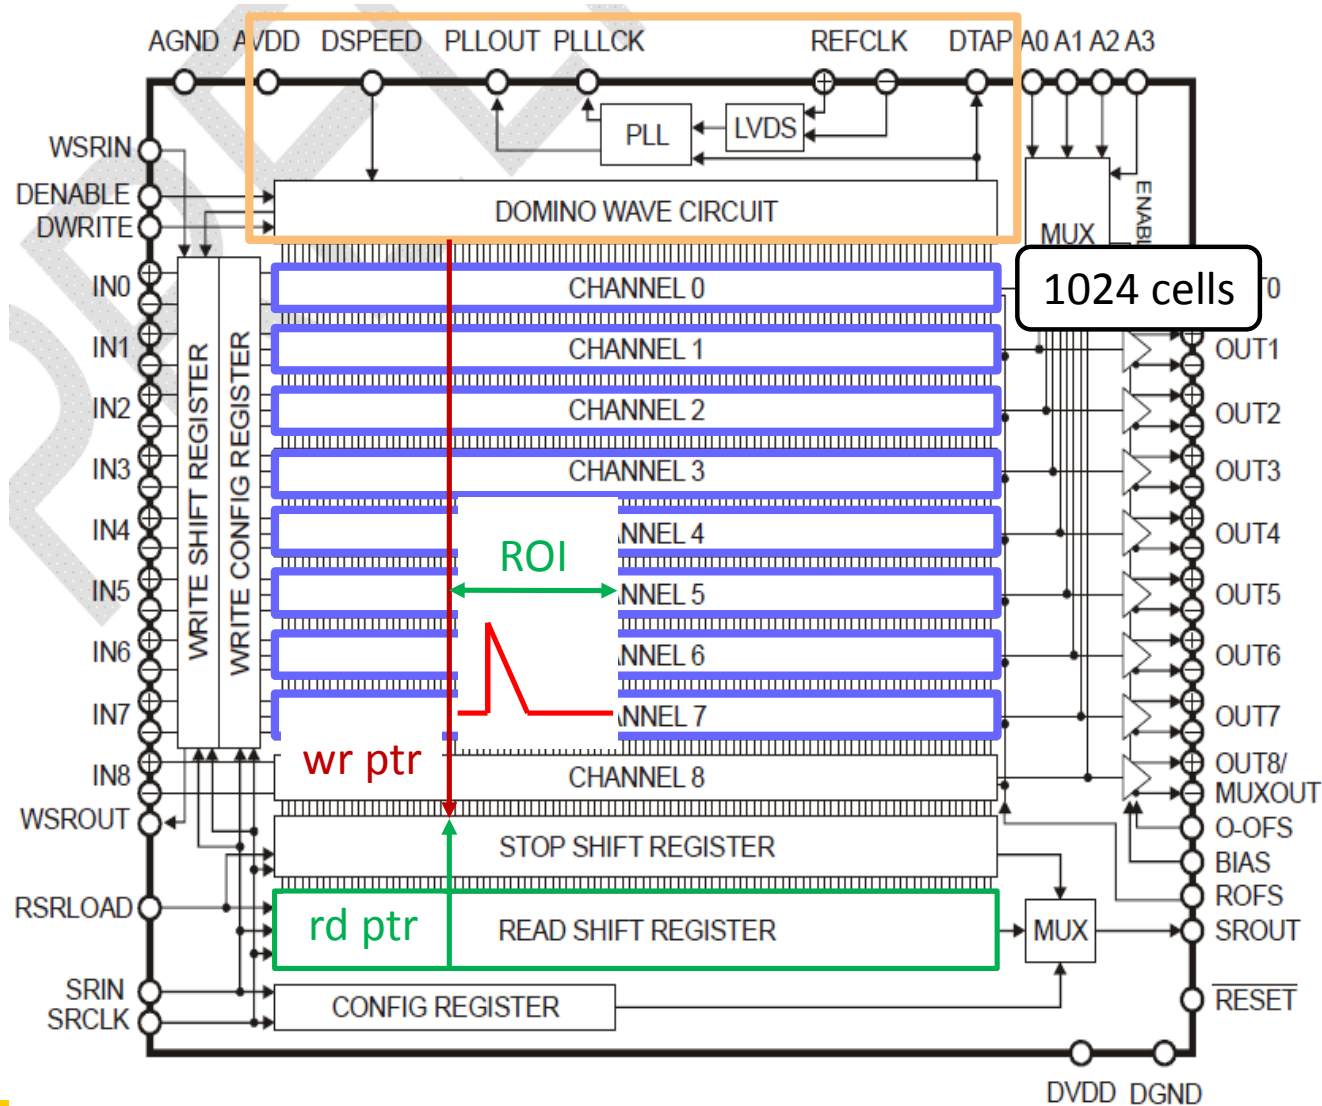 AGND AVDD DSPEED PLLOUT PLLLCK REFCLK DTAP A0 A1 A2 A3
PLL
LVDS
WSRIN
DENABLE
DWRITE
DOMINO WAVE CIRCUIT
MUX
ENABL
1024 cells
IN0
CHANNEL 0
T0
IN1
CHANNEL 1
OUT1
IN2
CHANNEL 2
OUT2
IN3
CHANNEL 3
OUT3
IN4
NNEL 4
OUT4
ROI
IN5
NNEL 5
OUT5
IN6
NNEL 6
OUT6
IN7
NNEL 7
OUT7
WRITE SHIFT REGISTER
WRITE CONFIG REGISTER
wr ptr
IN8
CHANNEL 8
OUT8/
MUXOUT
WSROUT
O-OFS
STOP SHIFT REGISTER
BIAS
RSRLOAD
ROFS
rd ptr
READ SHIFT REGISTER
MUX
SROUT
SRIN
SRCLK
CONFIG REGISTER
RESET
DVDD DGND